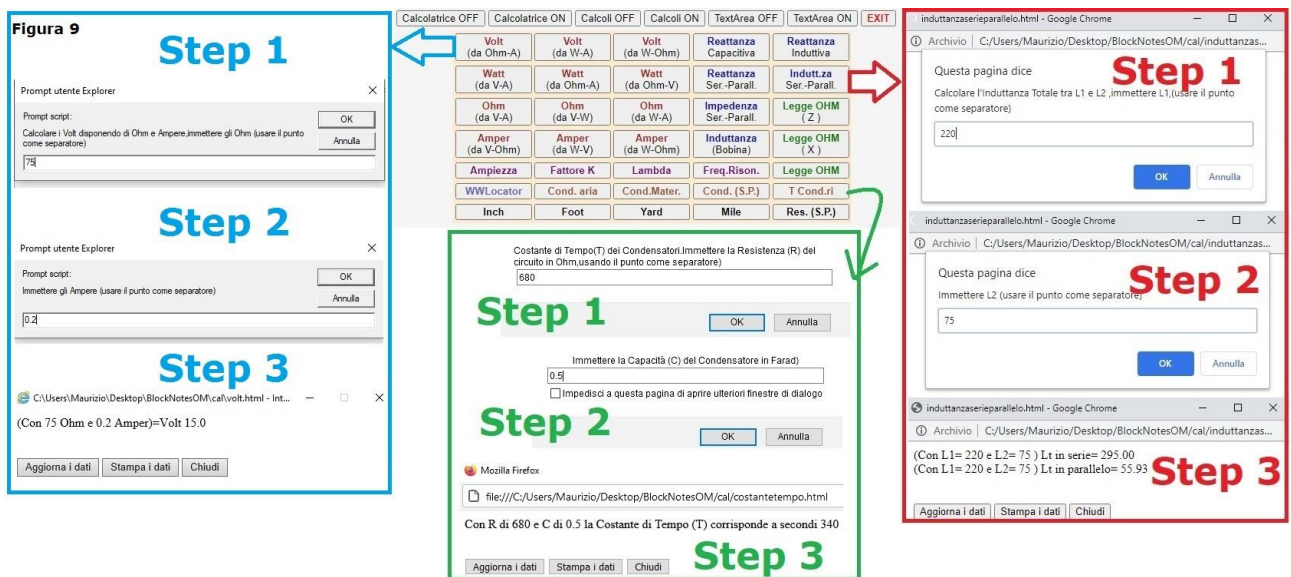 Figura 9
Step 1
Prompt utente Explorer
Prompt script:
Calcolare i Volt disponendo di Ohm e Ampere,immettere gli Ohm (usare il punto
come separatore)
OK
Annulla
75
Step 2
Prompt utente Explorer
Prompt script:
Immettere gli Ampere (usare il punto come separatore)
OK
Annulla
0.2
Step 3
C:\Users\Maurizio\Desktop\BlockNotesOM\cal\volt.html - Int...
(Con 75 Ohm e 0.2 Amper)=Volt 15.0
Aggiorna i dati Stampa i dati Chiudi
Calcolatrice OFF Calcolatrice ON Calcoli OFF Calcoli ON TextArea OFF TextArea ON EXIT
Volt Volt Volt Reattanza Reattanza
(da Ohm-A) (da W-A) (da W-Ohm) Capacitiva Induttiva
Watt Watt Watt Reattanza Indutt.za
(da V-A) (da Ohm-A) (da Ohm-V) Ser.-Parall. Ser.-Parall.
Ohm Ohm Ohm Impedenza Legge OHM
(da V-A) (da V-W) (da W-A) Ser.-Parall. ( Z )
Amper Amper Amper Induttanza Legge OHM
(da V-Ohm) (da W-V) (da W-Ohm) (Bobina) ( X )
Ampiezza Fattore K Lambda Freq.Rison. Legge OHM
WWLocator Cond. aria Cond.Mater. Cond. (S.P.) T Cond.ri
Inch Foot Yard Mile Res. (S.P.)
Costante di Tempo(T) dei Condensatori.Immettere la Resistenza (R) del
circuito in Ohm,usando il punto come separatore)
680
Step 1
OK Annulla
Immettere la Capacità (C) del Condensatore in Farad)
0.5
Impedisci a questa pagina di aprire ulteriori finestre di dialogo
Step 2
OK Annulla
Mozilla Firefox
file:///C:/Users/Maurizio/Desktop/BlockNotesOM/cal/costantetempo.html
Con R di 680 e C di 0.5 la Costante di Tempo (T) corrisponde a secondi 340
Aggiorna i dati Stampa i dati Chiudi
Step 3
induttanzaserieparallelo.html - Google Chrome
Archivio | C:/Users/Maurizio/Desktop/BlockNotesOM/cal/induttanzas...
Questa pagina dice
Step 1
Calcolare l'Induttanza Totale tra L1 e L2 ,immettere L1,(usare il punto
come separatore)
220
OK Annulla
induttanzaserieparallelo.html - Google Chrome
Archivio | C:/Users/Maurizio/Desktop/BlockNotesOM/cal/induttanzas...
Questa pagina dice
Step 2
Immettere L2 (usare il punto come separatore)
75
OK Annulla
induttanzaserieparallelo.html - Google Chrome
Archivio | C:/Users/Maurizio/Desktop/BlockNotesOM/cal/induttanzas...
(Con L1= 220 e L2= 75 ) Lt in serie= 295.00
(Con L1= 220 e L2= 75 ) Lt in parallelo= 55.93
Step 3
Aggiorna i dati Stampa i dati Chiudi